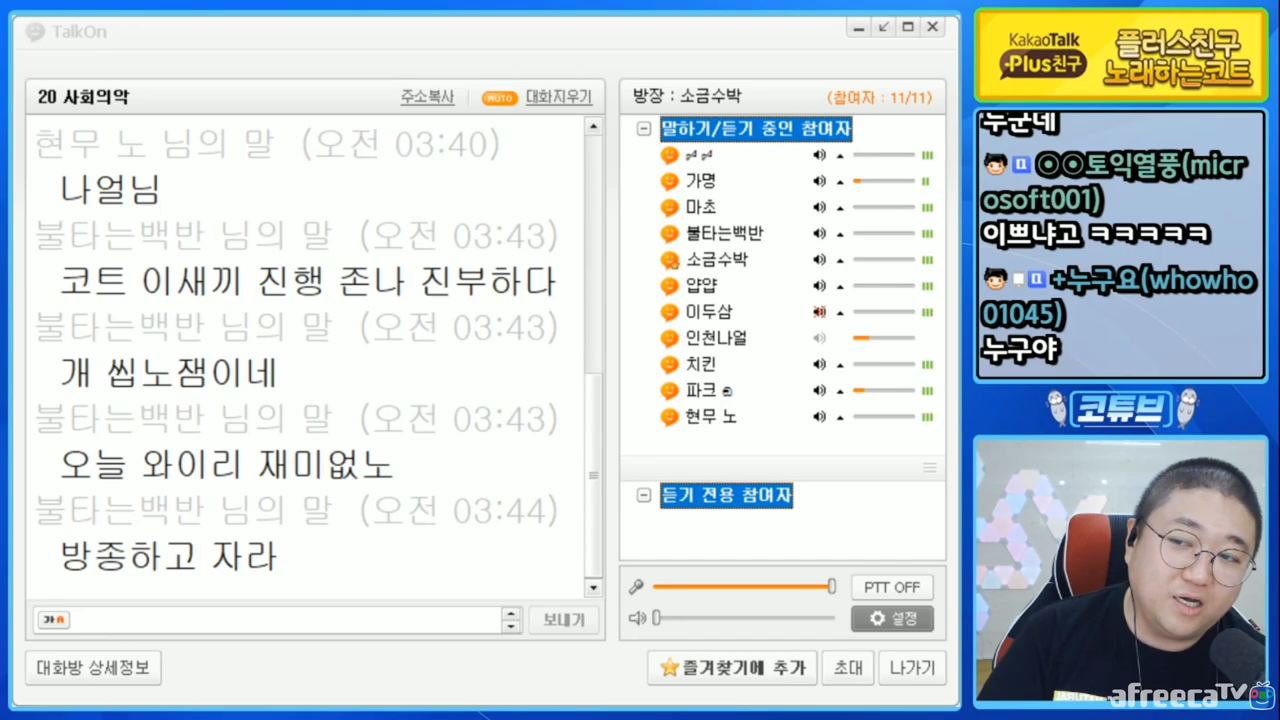 TalkOn
20 사회의악
주소복사
AUTO 대화지우기
현무 노 님의 말 (오전 03:40)
나얼님
불타는백반 님의 말 (오전 03:43)
코트 이새끼 진행 존나 진부하다
불타는백반 님의 말 (오전 03:43)
개 씹노잼이네
불타는백반 님의 말 (오전 03:43)
오늘 와이리 재미없노
불타는백반 님의 말 (오전 03:44)
방종하고 자라
가A
보내기
대화방 상세정보
방장 : 소금수박
(참여자 : 11/11)
말하기/듣기 중인 참여자
가명
마초
불타는백반
소금수박
얍얍
이두삼
인천나얼
치킨
파크
현무 노
듣기 전용 참여자
PTT OFF
설정
즐겨찾기에 추가
초대
나가기
KakaoTalk
Plus친구
플러스친구
노래하는코트
누군네
⊙⊙토익열풍(micr
osoft001)
이쁘냐고 ㅋㅋㅋㅋㅋ
+누구요(whowho
01045)
누구야
코튜브
afreecaTV